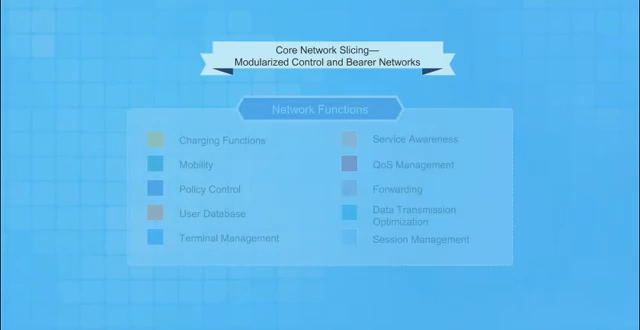 Core Network Slicing—
Modularized Control and Bearer Networks
Network Functions
Charging Functions
Mobility
Policy Control
User Database
Terminal Management
Service Awareness
QoS Management
Forwarding
Data Transmission
Optimization
Session Management